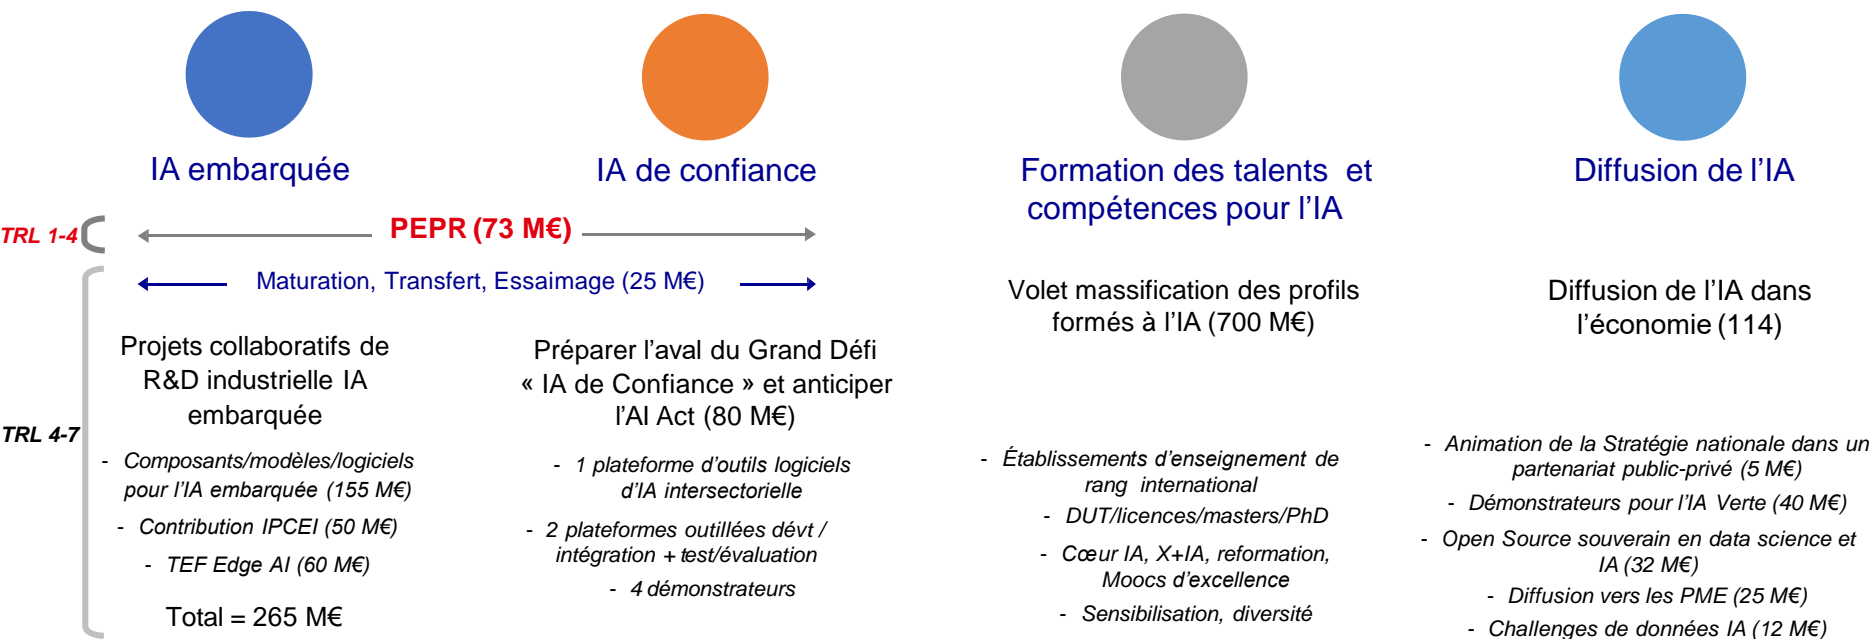 IA embarquée
IA de confiance
Formation des talents et
compétences pour l’IA
Diffusion de l’IA
TRL 1-4
PEPR (73 M€)
Maturation, Transfert, Essaimage (25 M€)
TRL 4-7
Projets collaboratifs de
R&D industrielle IA
embarquée
- Composants/modèles/logiciels
pour l’IA embarquée (155 M€)
- Contribution IPCEI (50 M€)
- TEF Edge AI (60 M€)
Total = 265 M€
Préparer l’aval du Grand Défi
« IA de Confiance » et anticiper
l’AI Act (80 M€)
- 1 plateforme d’outils logiciels
d’IA intersectorielle
- 2 plateformes outillées dévt /
intégration + test/évaluation
- 4 démonstrateurs
Volet massification des profils
formés à l’IA (700 M€)
- Établissements d’enseignement de
rang international
- DUT/licences/masters/PhD
- Cœur IA, X+IA, reformation,
Moocs d’excellence
- Sensibilisation, diversité
Diffusion de l’IA dans
l’économie (114)
- Animation de la Stratégie nationale dans un
partenariat public-privé (5 M€)
- Démonstrateurs pour l’IA Verte (40 M€)
- Open Source souverain en data science et
IA (32 M€)
- Diffusion vers les PME (25 M€)
- Challenges de données IA (12 M€)